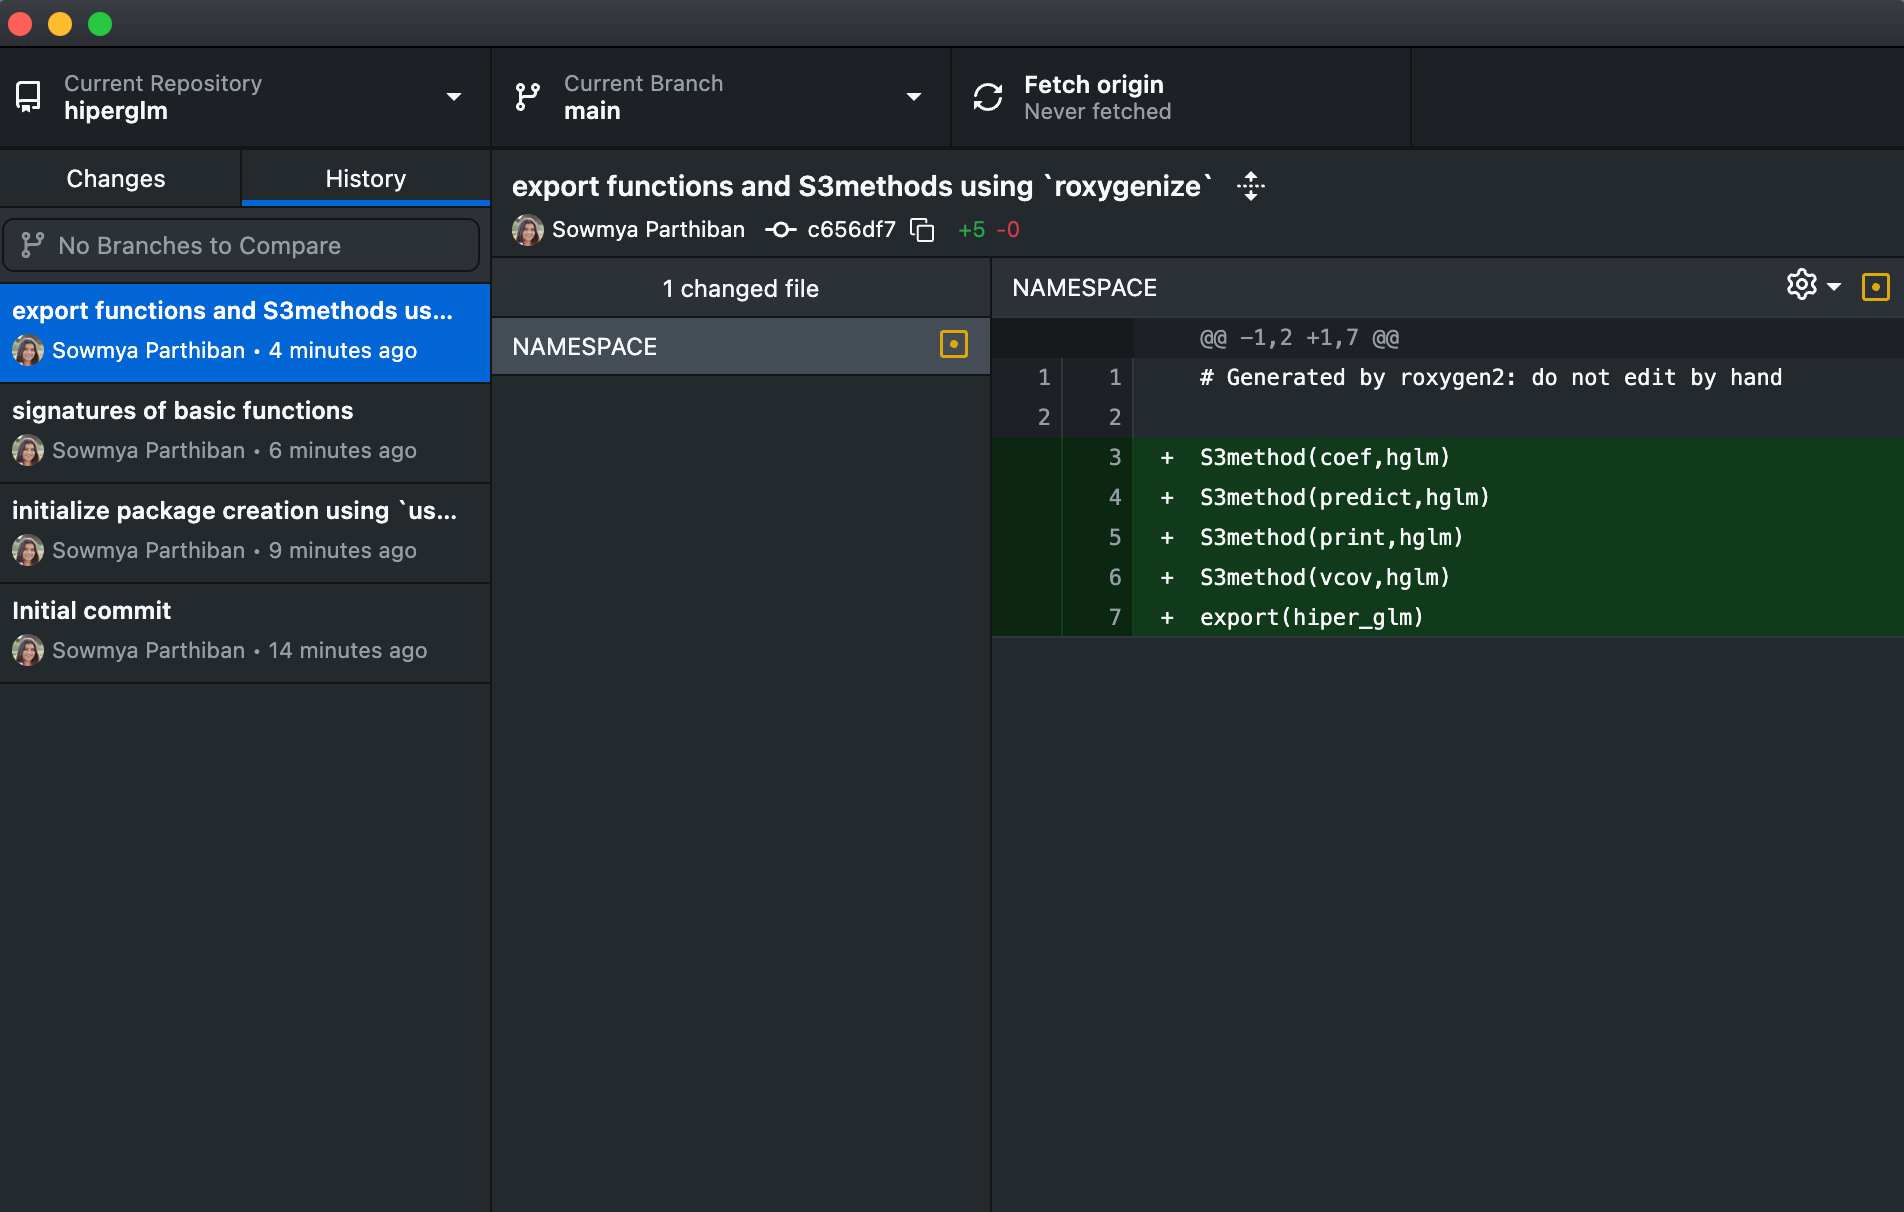 Current Repository
hiperglm
Current Branch
main
Fetch origin
Never fetched
Changes
History
No Branches to Compare
export functions and S3methods us...
Sowmya Parthiban • 4 minutes ago
signatures of basic functions
Sowmya Parthiban • 6 minutes ago
initialize package creation using `us...
Sowmya Parthiban • 9 minutes ago
Initial commit
Sowmya Parthiban • 14 minutes ago
export functions and S3methods using `roxygenize`
Sowmya Parthiban c656df7 +5 -0
1 changed file
NAMESPACE
NAMESPACE
@@ -1,2 +1,7 @@
1 1 # Generated by roxygen2: do not edit by hand
2 2
3 + S3method(coef,hglm)
4 + S3method(predict,hglm)
5 + S3method(print,hglm)
6 + S3method(vcov,hglm)
7 + export(hiper_glm)